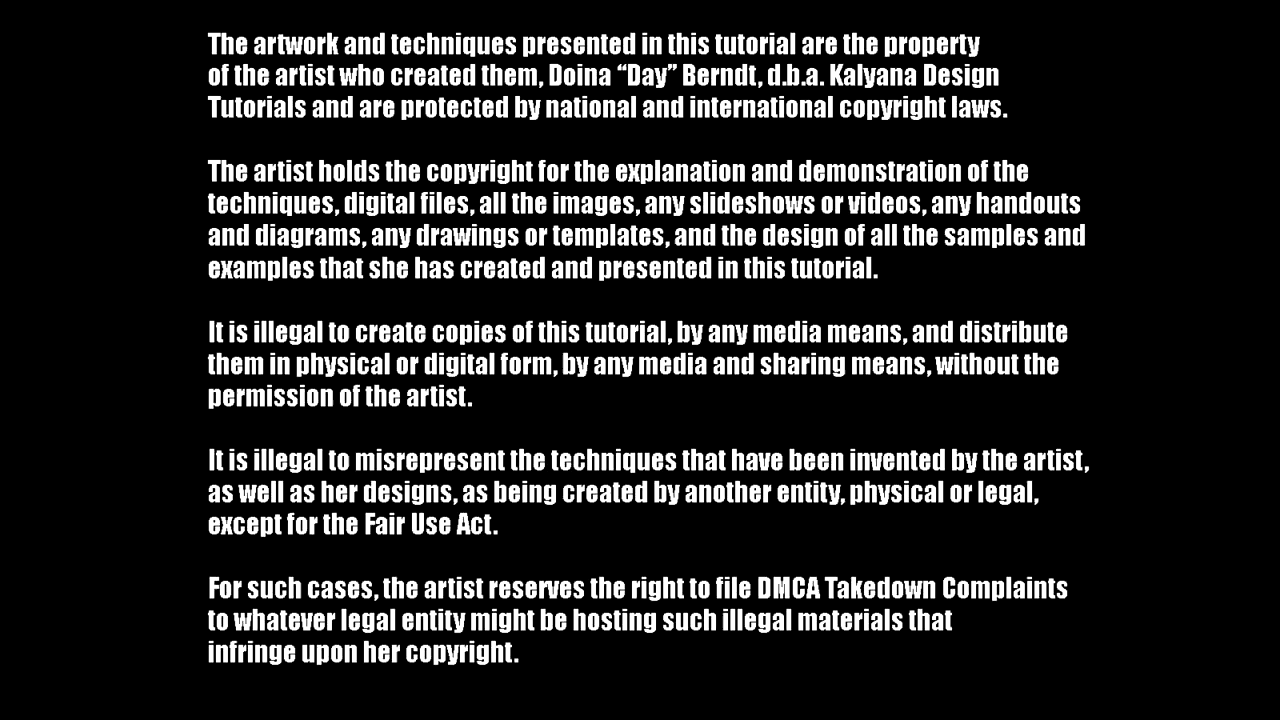 The artwork and techniques presented in this tutorial are the property
of the artist who created them, Doina “Day” Berndt, d.b.a. Kalyana Design
Tutorials and are protected by national and international copyright laws.
The artist holds the copyright for the explanation and demonstration of the
techniques, digital files, all the images, any slideshows or videos, any handouts
and diagrams, any drawings or templates, and the design of all the samples and
examples that she has created and presented in this tutorial.
It is illegal to create copies of this tutorial, by any media means, and distribute
them in physical or digital form, by any media and sharing means, without the
permission of the artist.
It is illegal to misrepresent the techniques that have been invented by the artist,
as well as her designs, as being created by another entity, physical or legal,
except for the Fair Use Act.
For such cases, the artist reserves the right to file DMCA Takedown Complaints
to whatever legal entity might be hosting such illegal materials that
infringe upon her copyright.